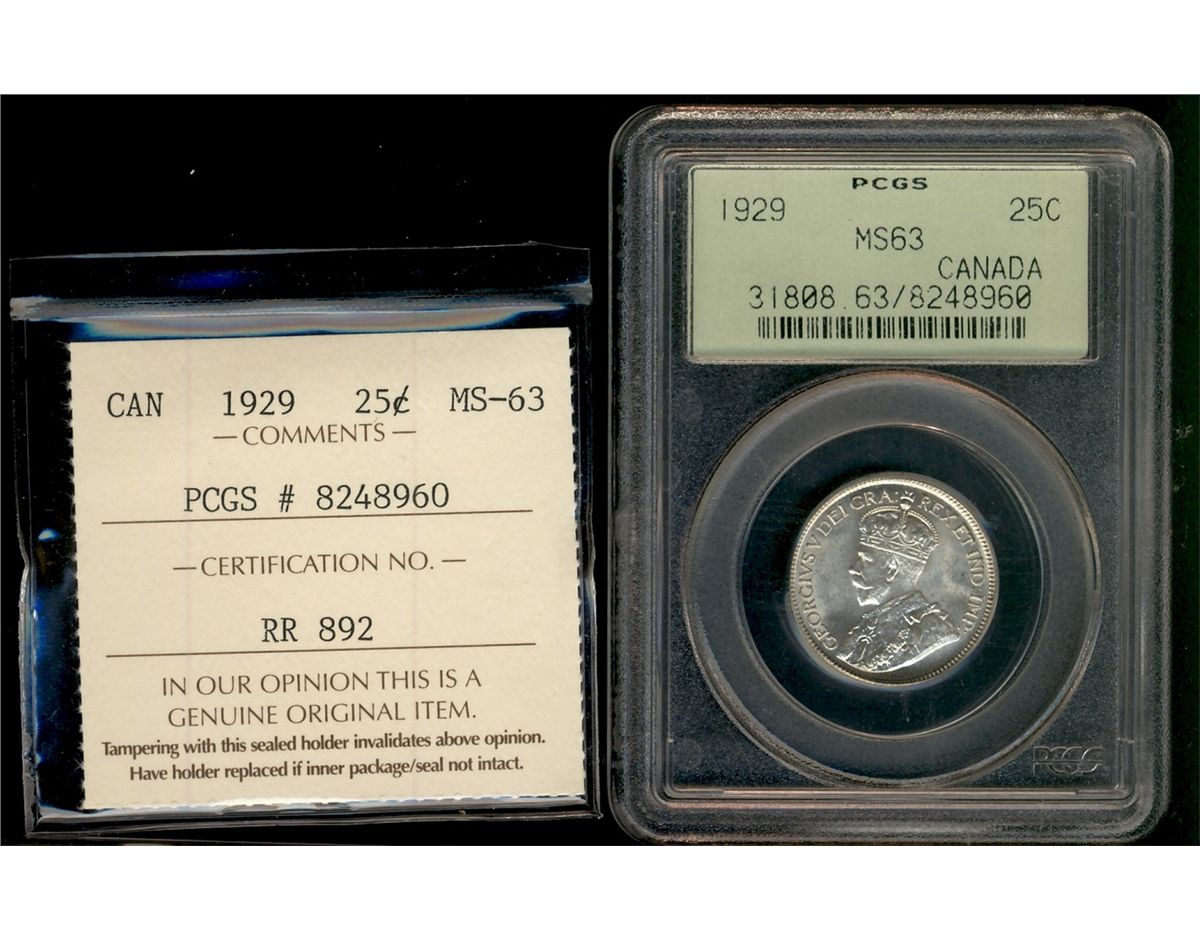 CAN 1929 25¢ MS-63
— COMMENTS —
PCGS # 8248960
— CERTIFICATION NO. —
RR 892
IN OUR OPINION THIS IS A
GENUINE ORIGINAL ITEM.
Tampering with this sealed holder invalidates above opinion.
Have holder replaced if inner package/seal not intact.
PCGS
1929 25C
MS63
CANADA
31808.63/8248960
GEORGIVS V DEI GRA: REX ET IND: IMP:
PCGS